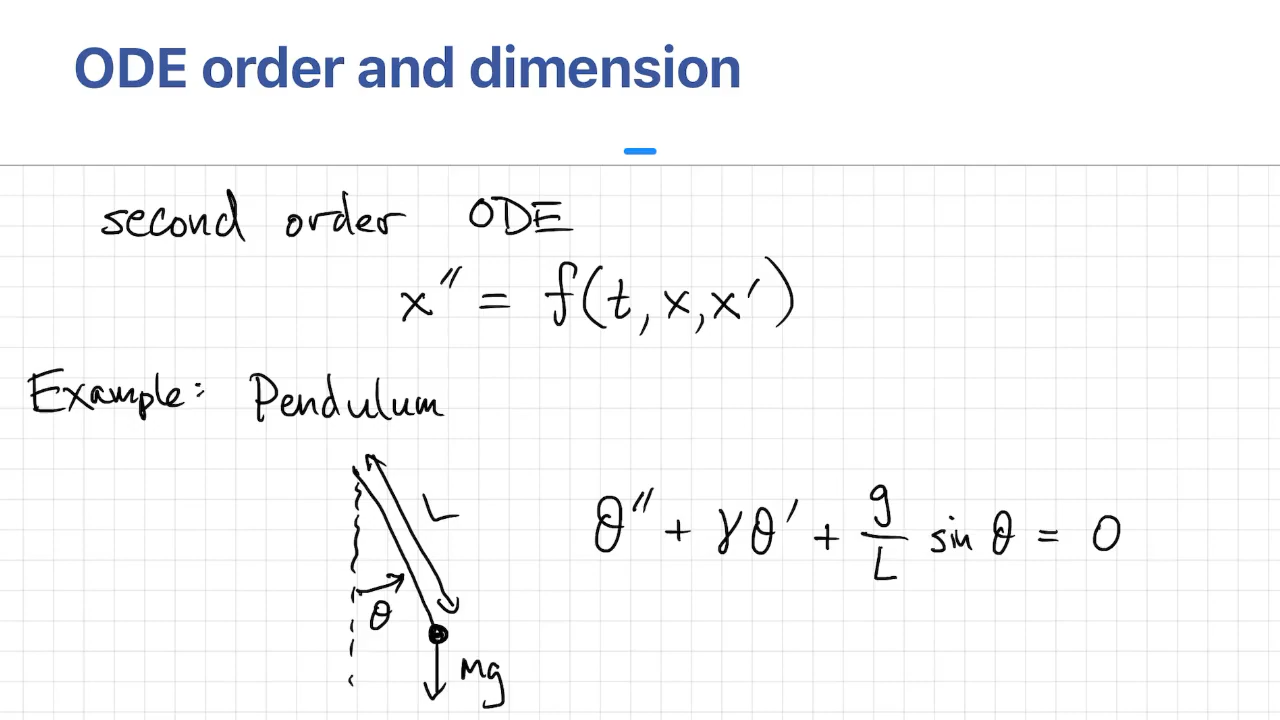 ODE order and dimension
second order ODE
x'' = f(t, x, x')
Example: Pendulum
L
θ'' + γθ' + g/L sin θ = 0
θ
mg